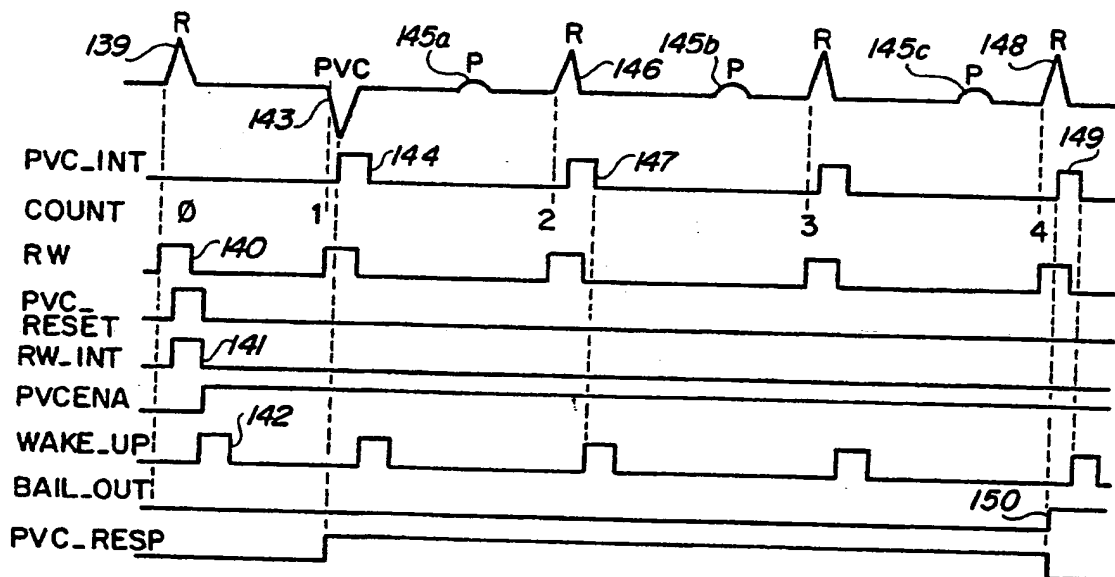 139 R PVC 145a P R 146 145b P R 145c P 148 R
143
PVC_INT 144 147 149
COUNT Ø 1 2 3 4
RW 140
PVC_
RESET
RW_INT 141
PVCENA
WAKE_UP 142
BAIL_OUT 150
PVC_RESP